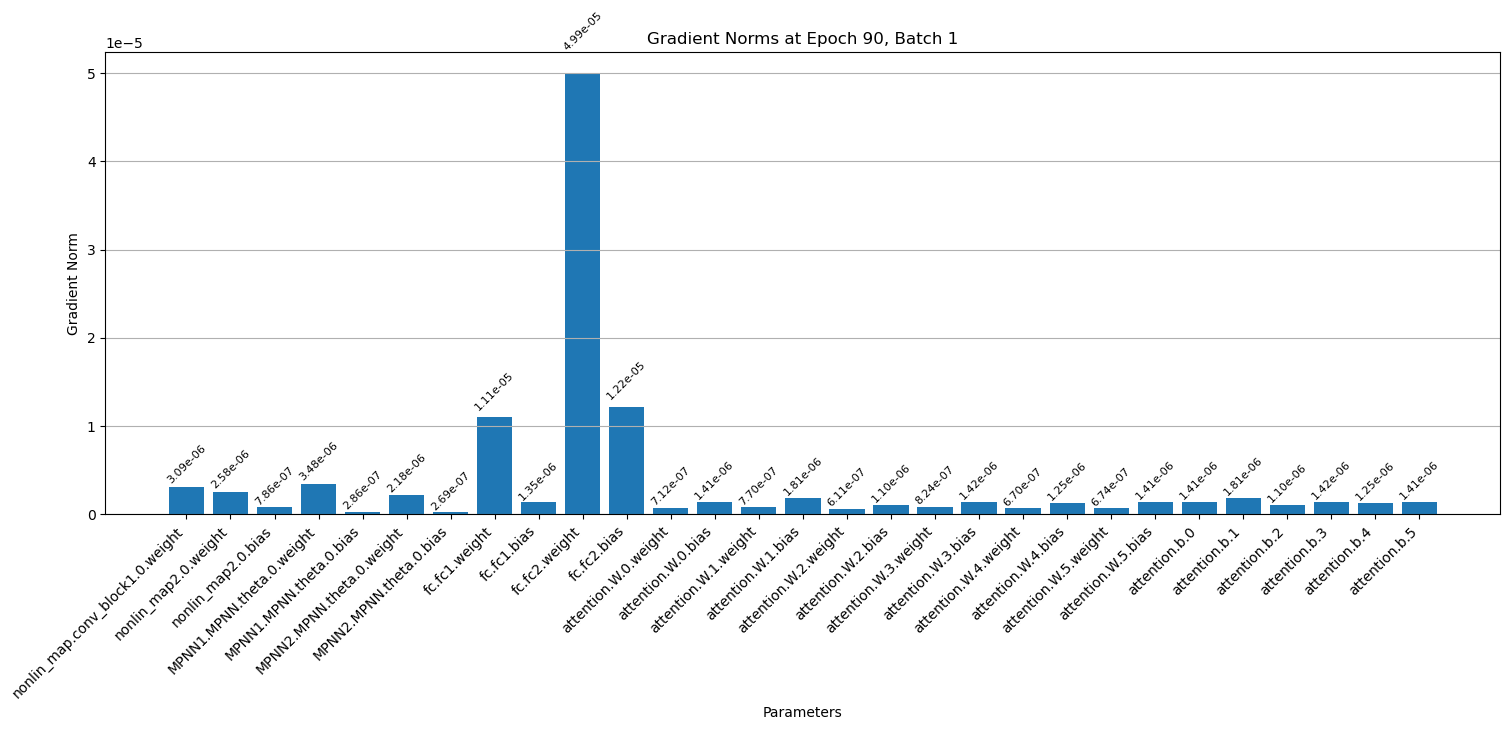 Gradient Norms at Epoch 90, Batch 1
1e−5
Gradient Norm
5
4
3
2
1
0
3.09e-06
2.58e-06
7.86e-07
3.48e-06
2.86e-07
2.18e-06
2.69e-07
1.11e-05
1.35e-06
4.99e-05
1.22e-05
7.12e-07
1.41e-06
7.70e-07
1.81e-06
6.11e-07
1.10e-06
8.24e-07
1.42e-06
6.70e-07
1.25e-06
6.74e-07
1.41e-06
1.41e-06
1.81e-06
1.10e-06
1.42e-06
1.25e-06
1.41e-06
nonlin_map.conv_block1.0.weight
nonlin_map2.0.weight
nonlin_map2.0.bias
MPNN1.MPNN.theta.0.weight
MPNN1.MPNN.theta.0.bias
MPNN2.MPNN.theta.0.weight
MPNN2.MPNN.theta.0.bias
fc.fc1.weight
fc.fc1.bias
fc.fc2.weight
fc.fc2.bias
attention.W.0.weight
attention.W.0.bias
attention.W.1.weight
attention.W.1.bias
attention.W.2.weight
attention.W.2.bias
attention.W.3.weight
attention.W.3.bias
attention.W.4.weight
attention.W.4.bias
attention.W.5.weight
attention.W.5.bias
attention.b.0
attention.b.1
attention.b.2
attention.b.3
attention.b.4
attention.b.5
Parameters